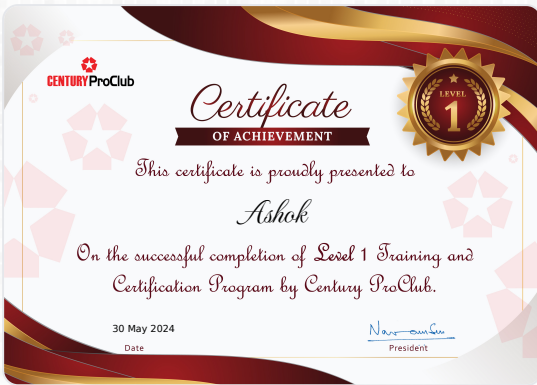 CENTURY ProClub
LEVEL
1
Certificate
OF ACHIEVEMENT
This certificate is proudly presented to
Ashok
On the successful completion of Level 1 Training and
Certification Program by Century ProClub.
30 May 2024
Date
President